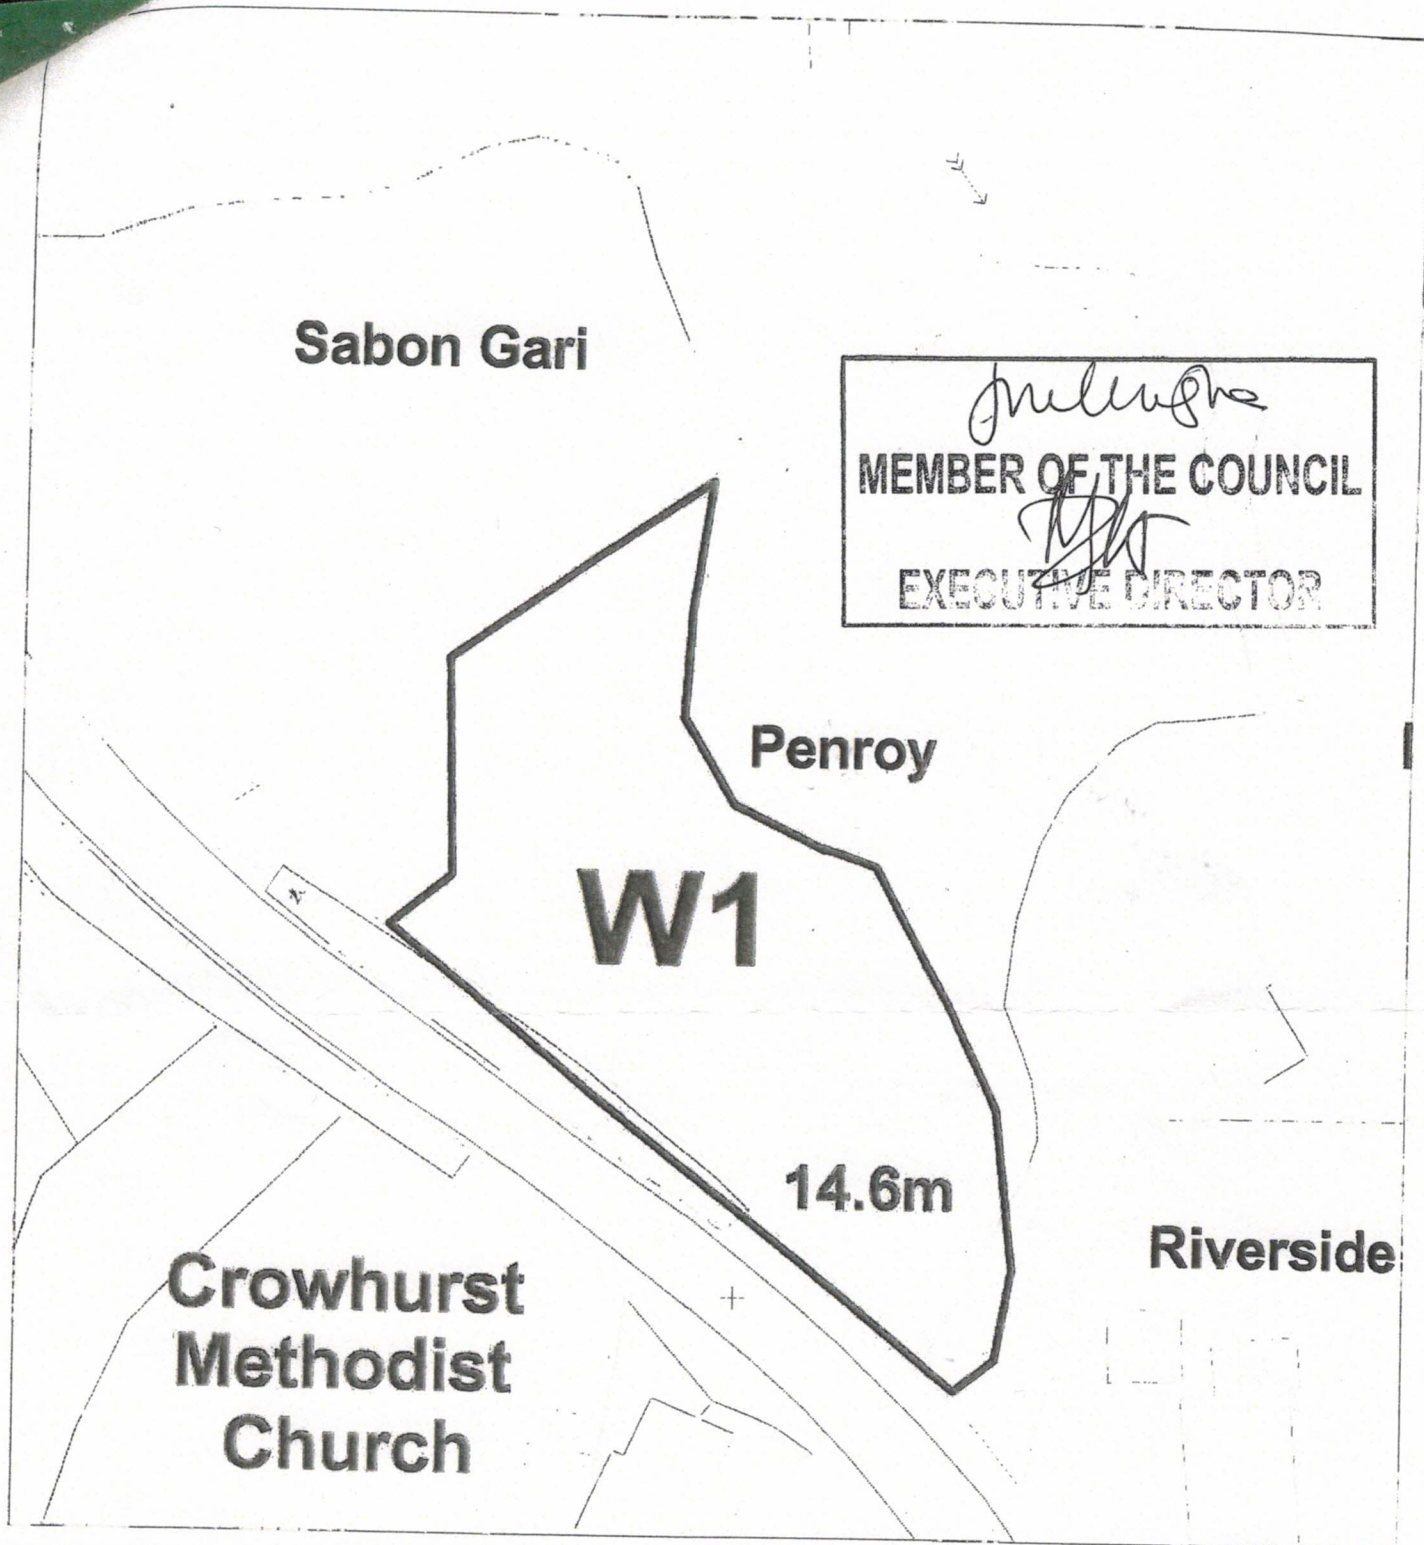 Sabon Gari
MEMBER OF THE COUNCIL
EXECUTIVE DIRECTOR
Penroy
W1
14.6m
Riverside
Crowhurst
Methodist
Church